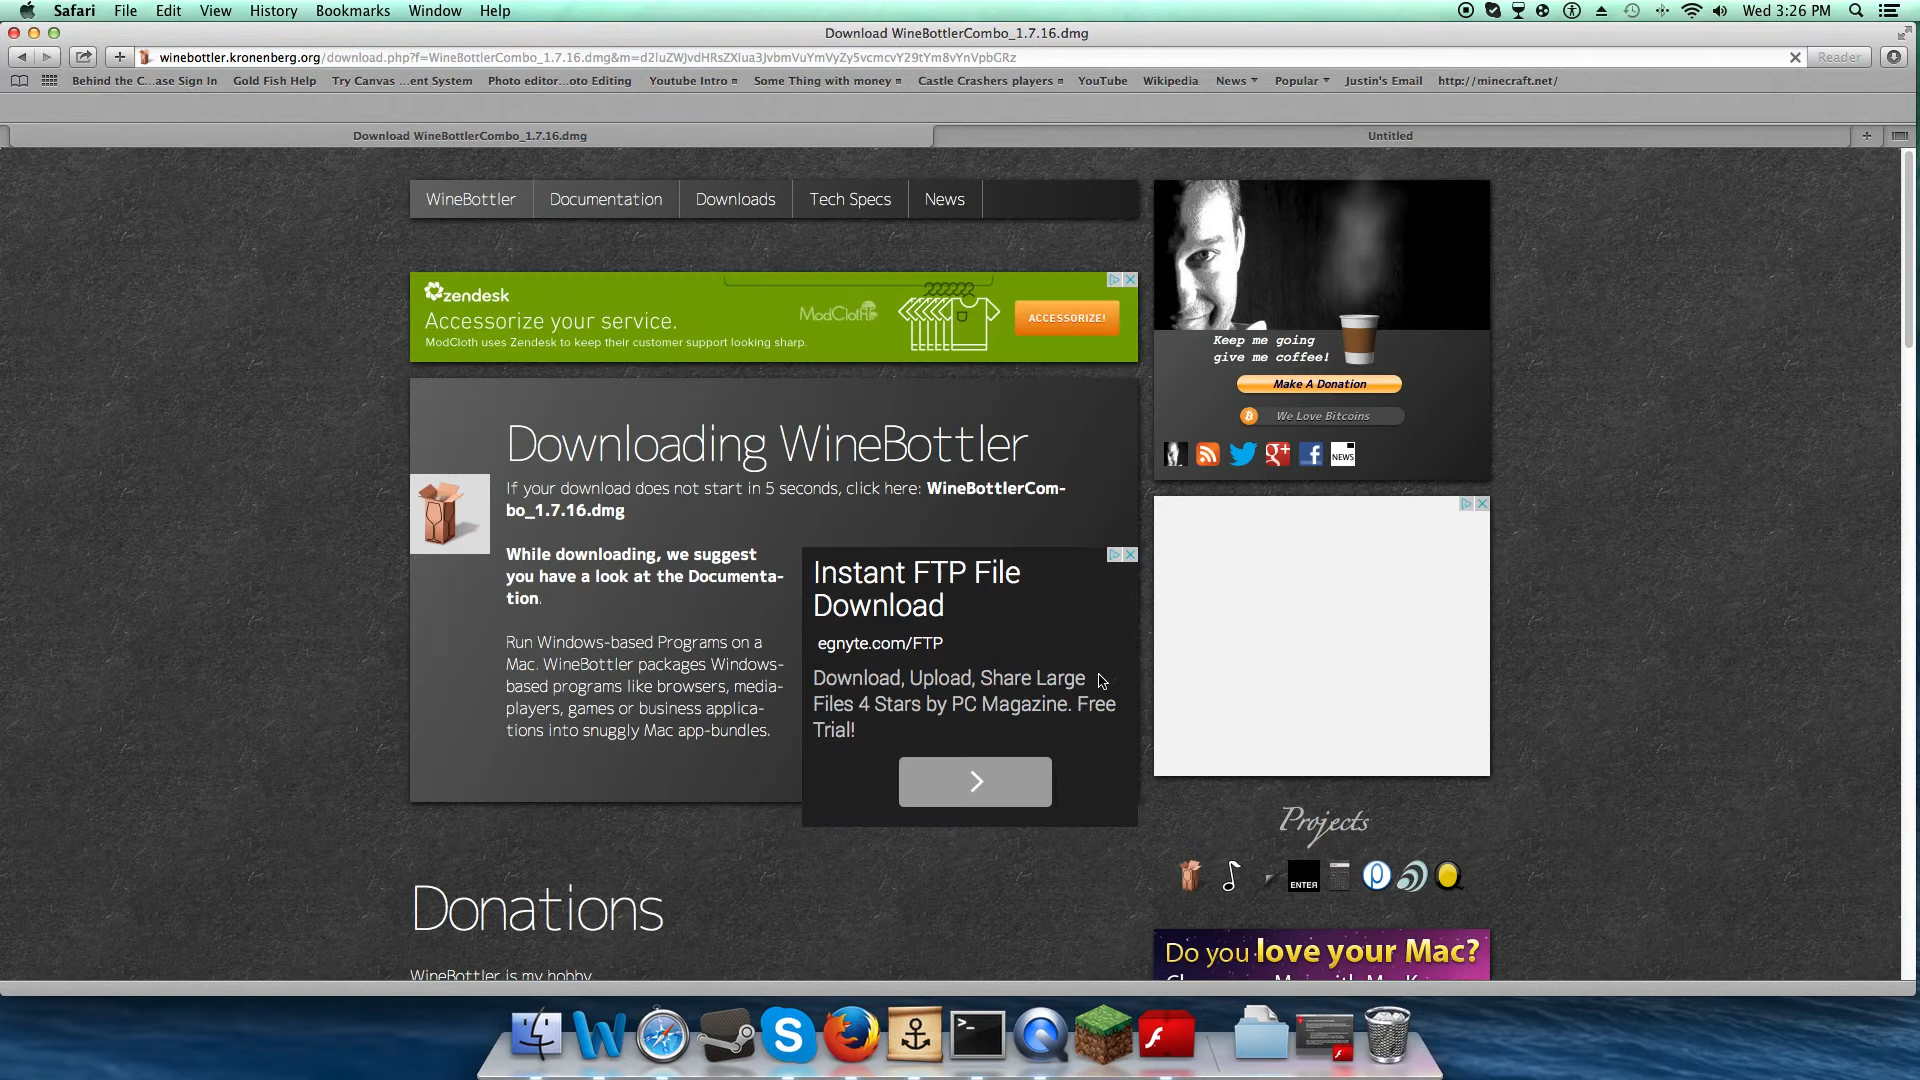 Safari File Edit View History Bookmarks Window Help Wed 3:26 PM
Download WineBottlerCombo_1.7.16.dmg
winebottler.kronenberg.org/download.php?f=WineBottlerCombo_1.7.16.dmg&m=d2luZWJvdHRsZXIua3JvbmVuYmVyZy5vcmcvY29tYm8vYnVpbGRz Reader
Behind the C...ase Sign In Gold Fish Help Try Canvas ...ent System Photo editor...oto Editing Youtube Intro Some Thing with money Castle Crashers players YouTube Wikipedia News Popular Justin's Email http://minecraft.net/
Download WineBottlerCombo_1.7.16.dmg Untitled
WineBottler Documentation Downloads Tech Specs News
zendesk
Accessorize your service.
ModCloth uses Zendesk to keep their customer support looking sharp.
ModCloth
ACCESSORIZE!
Keep me going
give me coffee!
Make A Donation
We Love Bitcoins
NEWS
Downloading WineBottler
If your download does not start in 5 seconds, click here: WineBottlerCom-
bo_1.7.16.dmg
While downloading, we suggest
you have a look at the Documenta-
tion.
Run Windows-based Programs on a
Mac. WineBottler packages Windows-
based programs like browsers, media-
players, games or business applica-
tions into snuggly Mac app-bundles.
Instant FTP File
Download
egnyte.com/FTP
Download, Upload, Share Large
Files 4 Stars by PC Magazine. Free
Trial!
Projects
ENTER
Donations
WineBottler is my hobby.
Do you love your Mac?